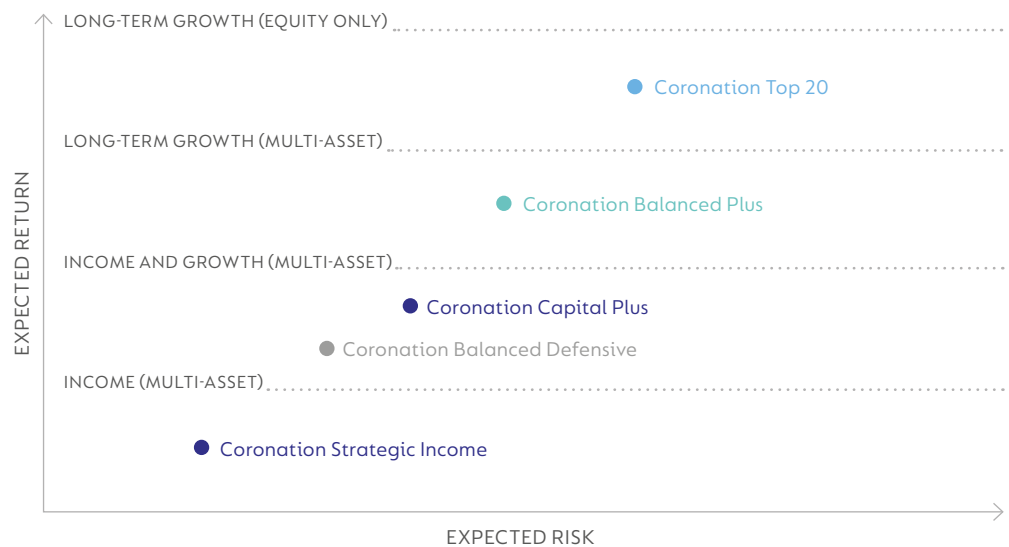 LONG-TERM GROWTH (EQUITY ONLY)
Coronation Top 20
LONG-TERM GROWTH (MULTI-ASSET)
Coronation Balanced Plus
INCOME AND GROWTH (MULTI-ASSET)
Coronation Capital Plus
Coronation Balanced Defensive
INCOME (MULTI-ASSET)
Coronation Strategic Income
EXPECTED RETURN
EXPECTED RISK